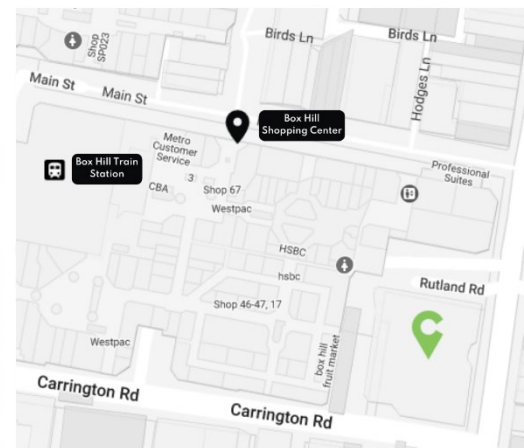 Birds Ln
Birds Ln
Shop
SP023
Hodges Ln
Main St
Main St
Box Hill
Shopping Center
Metro
Customer
Service
Box Hill Train
Station
Professional
Suites
3
CBA
Shop 67
Westpac
HSBC
hsbc
Rutland Rd
Shop 46-47, 17
box hill
fruit market
Westpac
Carrington Rd
Carrington Rd